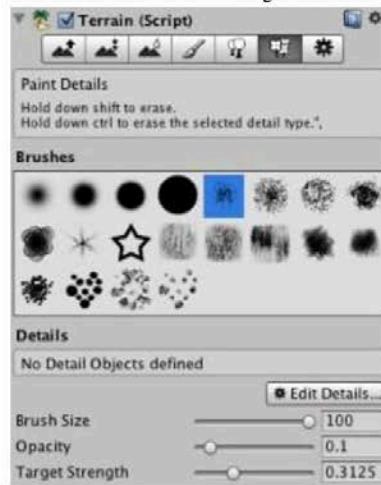 Terrain (Script)
Paint Details
Hold down shift to erase.
Hold down ctrl to erase the selected detail type.",
Brushes
Details
No Detail Objects defined
Edit Details...
Brush Size 100
Opacity 0.1
Target Strength 0.3125